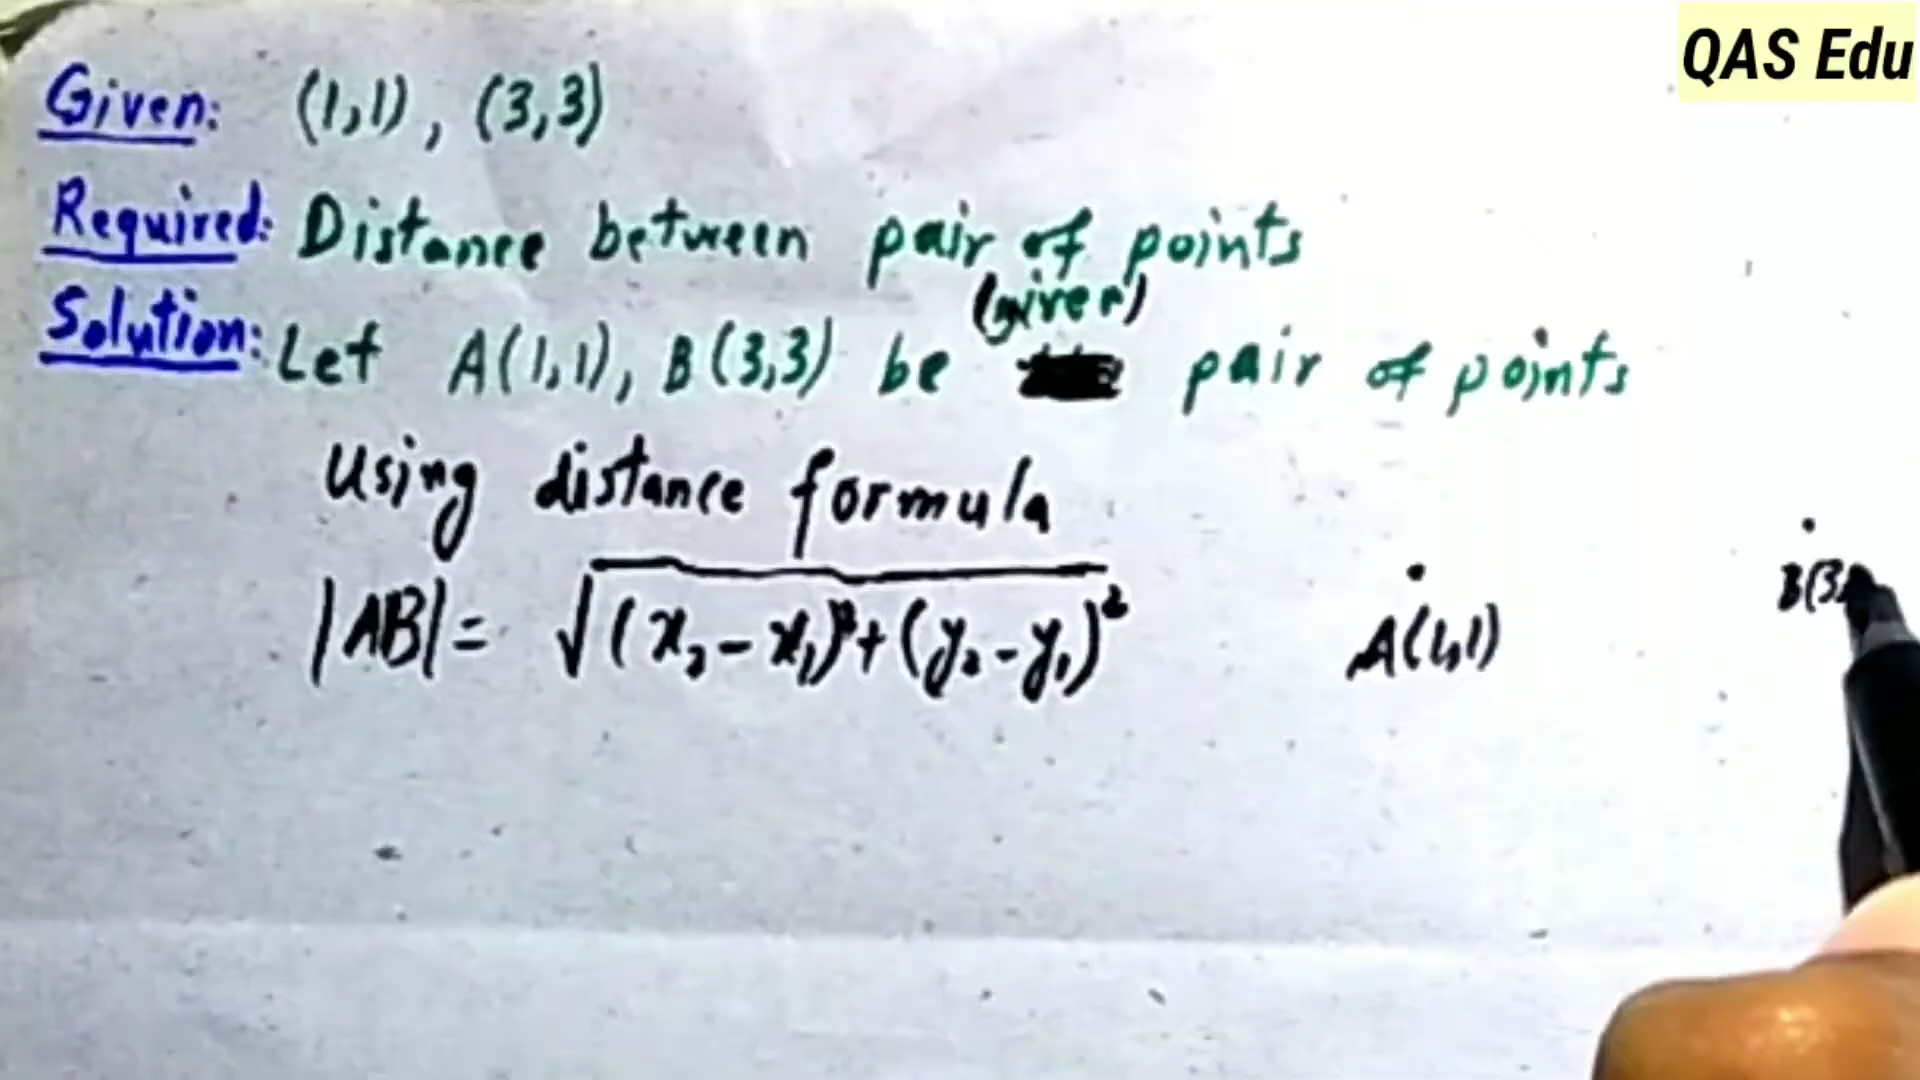 QAS Edu
Given: (1,1), (3,3)
Required: Distance between pair of points
(given)
Solution: Let A(1,1), B(3,3) be pair of points
Using distance formula
|AB| = √(x₂-x₁)²+(y₂-y₁)²
A(1,1)
B(3,